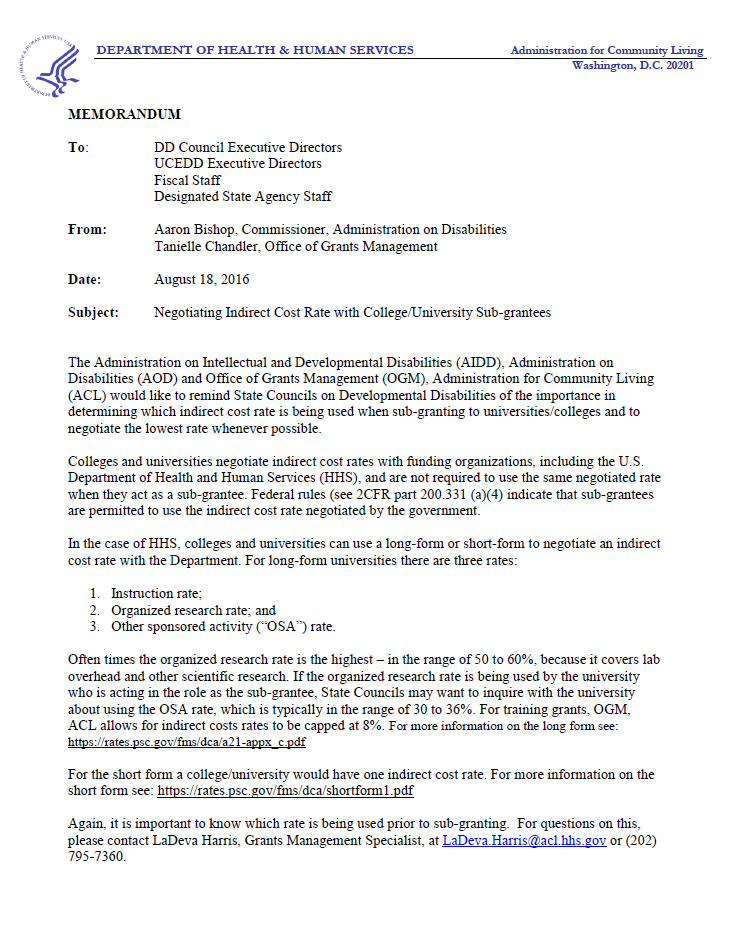 DEPARTMENT OF HEALTH & HUMAN SERVICES Administration for Community Living
Washington, D.C. 20201
MEMORANDUM
To: DD Council Executive Directors
UCEDD Executive Directors
Fiscal Staff
Designated State Agency Staff
From: Aaron Bishop, Commissioner, Administration on Disabilities
Tanielle Chandler, Office of Grants Management
Date: August 18, 2016
Subject: Negotiating Indirect Cost Rate with College/University Sub-grantees
The Administration on Intellectual and Developmental Disabilities (AIDD), Administration on
Disabilities (AOD) and Office of Grants Management (OGM), Administration for Community Living
(ACL) would like to remind State Councils on Developmental Disabilities of the importance in
determining which indirect cost rate is being used when sub-granting to universities/colleges and to
negotiate the lowest rate whenever possible.
Colleges and universities negotiate indirect cost rates with funding organizations, including the U.S.
Department of Health and Human Services (HHS), and are not required to use the same negotiated rate
when they act as a sub-grantee. Federal rules (see 2CFR part 200.331 (a)(4) indicate that sub-grantees
are permitted to use the indirect cost rate negotiated by the government.
In the case of HHS, colleges and universities can use a long-form or short-form to negotiate an indirect
cost rate with the Department. For long-form universities there are three rates:
1. Instruction rate;
2. Organized research rate; and
3. Other sponsored activity ("OSA") rate.
Often times the organized research rate is the highest – in the range of 50 to 60%, because it covers lab
overhead and other scientific research. If the organized research rate is being used by the university
who is acting in the role as the sub-grantee, State Councils may want to inquire with the university
about using the OSA rate, which is typically in the range of 30 to 36%. For training grants, OGM,
ACL allows for indirect costs rates to be capped at 8%. For more information on the long form see:
https://rates.psc.gov/fms/dca/a21-appx_c.pdf
For the short form a college/university would have one indirect cost rate. For more information on the
short form see: https://rates.psc.gov/fms/dca/shortform1.pdf
Again, it is important to know which rate is being used prior to sub-granting. For questions on this,
please contact LaDeva Harris, Grants Management Specialist, at LaDeva.Harris@acl.hhs.gov or (202)
795-7360.